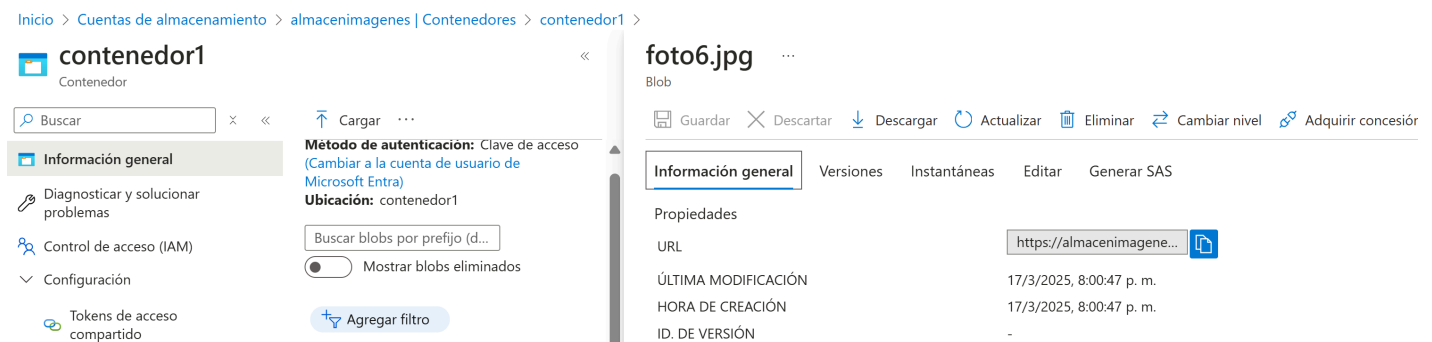 Inicio > Cuentas de almacenamiento > almacenimagenes | Contenedores > contenedor1 >
contenedor1
Contenedor
Buscar
Información general
Diagnosticar y solucionar
problemas
Control de acceso (IAM)
Configuración
Tokens de acceso
compartido
Cargar
Método de autenticación: Clave de acceso
(Cambiar a la cuenta de usuario de
Microsoft Entra)
Ubicación: contenedor1
Buscar blobs por prefijo (d...
Mostrar blobs eliminados
Agregar filtro
foto6.jpg
Blob
Guardar Descartar Descargar Actualizar Eliminar Cambiar nivel Adquirir concesión
Información general Versiones Instantáneas Editar Generar SAS
Propiedades
URL https://almacenimagene...
ÚLTIMA MODIFICACIÓN 17/3/2025, 8:00:47 p. m.
HORA DE CREACIÓN 17/3/2025, 8:00:47 p. m.
ID. DE VERSIÓN -